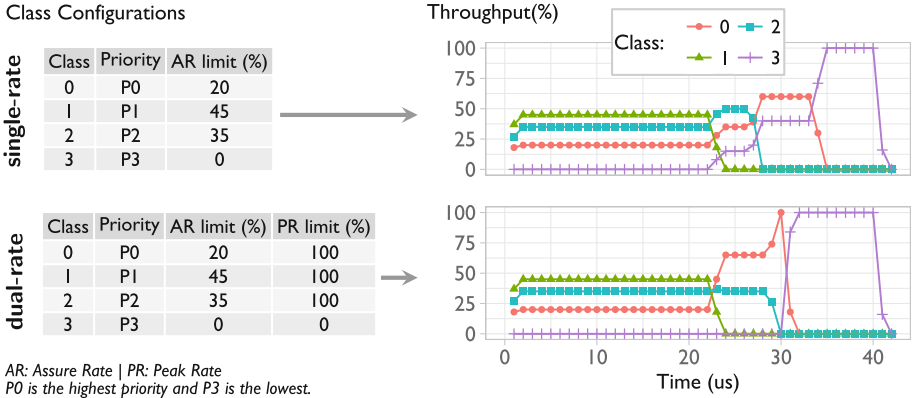 Class Configurations
single-rate
Class Priority AR limit (%)
0 P0 20
1 P1 45
2 P2 35
3 P3 0
dual-rate
Class Priority AR limit (%) PR limit (%)
0 P0 20 100
1 P1 45 100
2 P2 35 100
3 P3 0 0
AR: Assure Rate | PR: Peak Rate
P0 is the highest priority and P3 is the lowest.
Throughput(%)
Class: 0 2
1 3
100
75
50
25
0
100
75
50
25
0
0 10 20 30 40
Time (us)